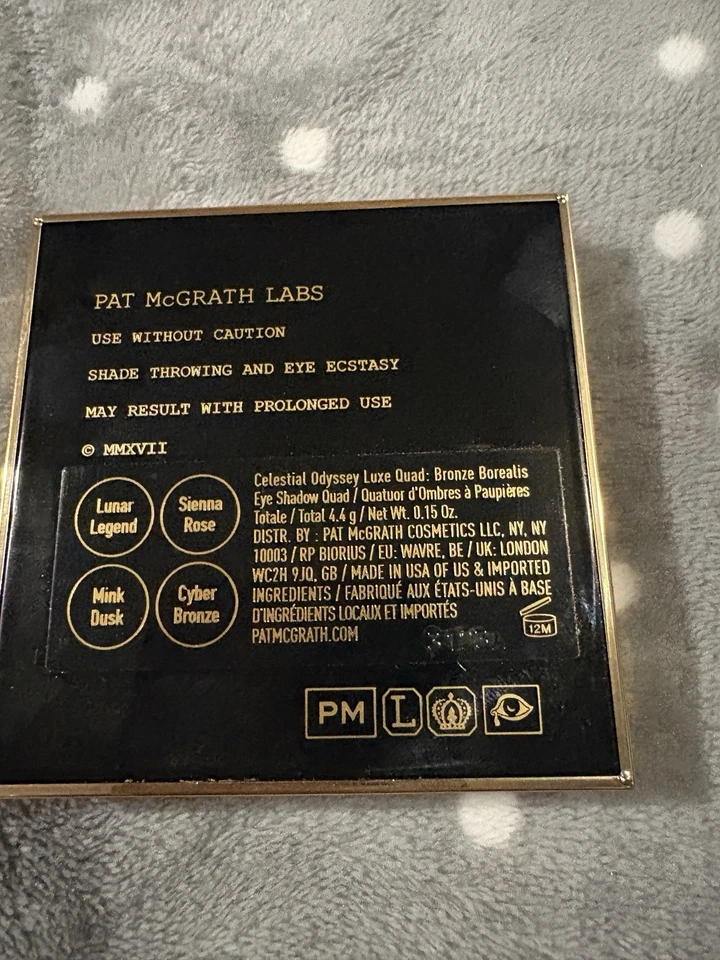 PAT McGRATH LABS
USE WITHOUT CAUTION
SHADE THROWING AND EYE ECSTASY
MAY RESULT WITH PROLONGED USE
© MMXVII
Lunar
Legend
Sienna
Rose
Mink
Dusk
Cyber
Bronze
Celestial Odyssey Luxe Quad: Bronze Borealis
Eye Shadow Quad / Quatuor d'Ombres à Paupières
Totale / Total 4.4 g / Net Wt. 0.15 Oz.
DISTR. BY : PAT McGRATH COSMETICS LLC, NY, NY
10003 / RP BIORIUS / EU: WAVRE, BE / UK: LONDON
WC2H 9JQ, GB / MADE IN USA OF US & IMPORTED
INGREDIENTS / FABRIQUÉ AUX ÉTATS-UNIS À BASE
D'INGRÉDIENTS LOCAUX ET IMPORTÉS
PATMCGRATH.COM
12M
PM L